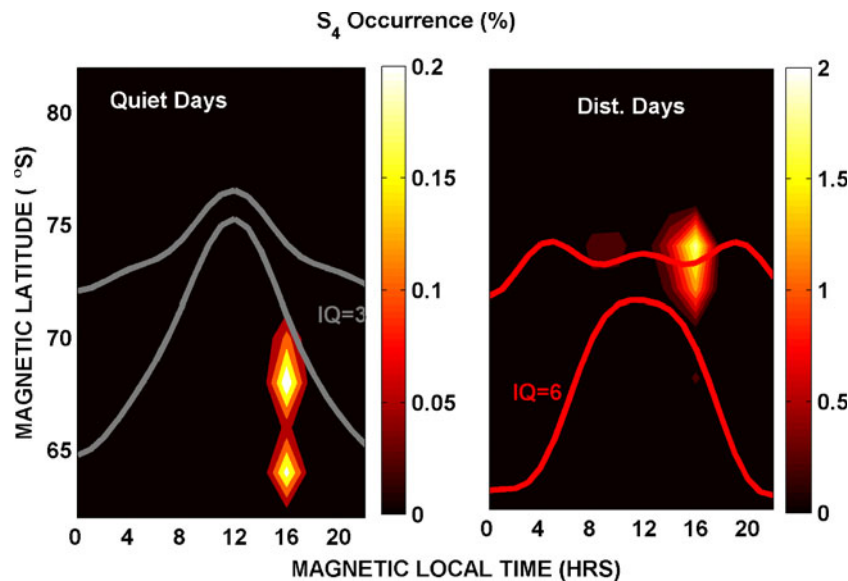 S4 Occurrence (%)
Quiet Days
Dist. Days
MAGNETIC LATITUDE ( °S)
80
75
70
65
IQ=3
0 4 8 12 16 20
0.2
0.15
0.1
0.05
0
IQ=6
0 4 8 12 16 20
2
1.5
1
0.5
0
MAGNETIC LOCAL TIME (HRS)